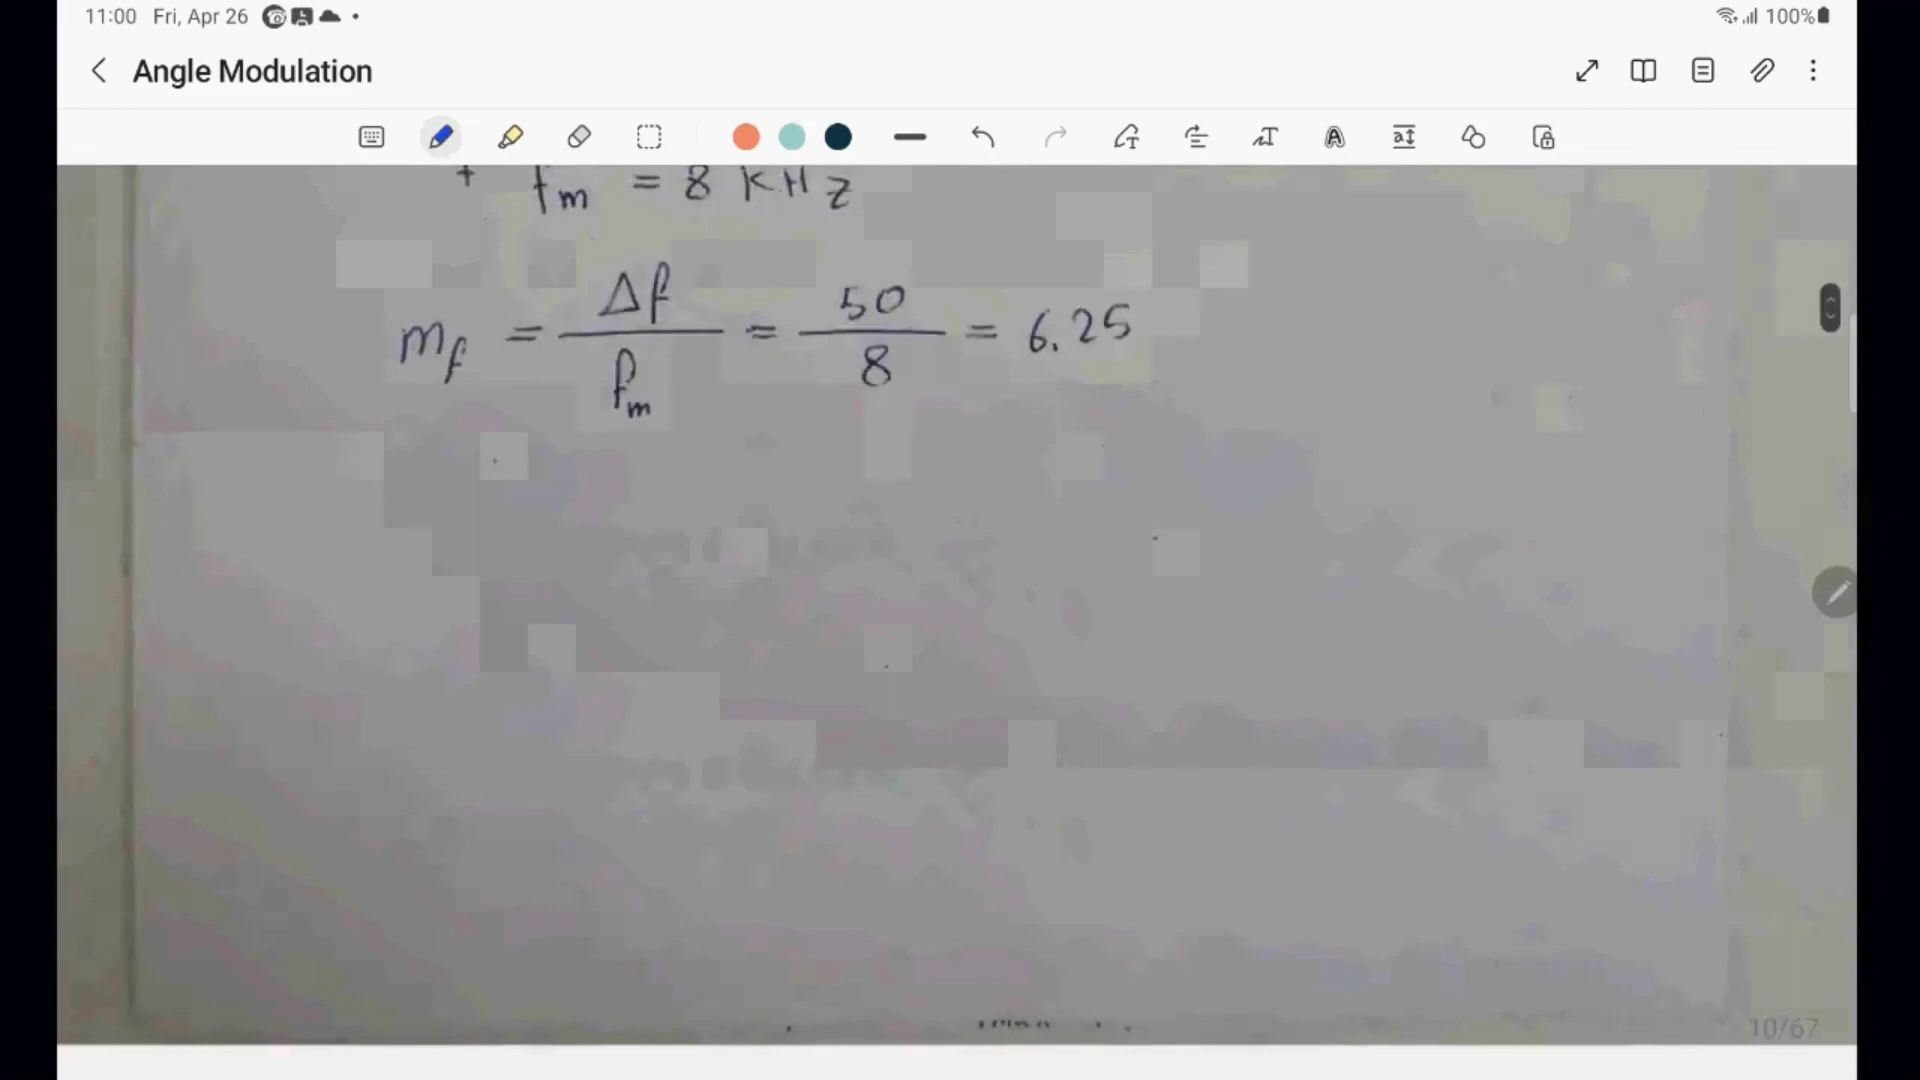 11:00 Fri, Apr 26
100%
Angle Modulation
fm = 8 KHz
mf = Δf / fm = 50 / 8 = 6.25
10/67